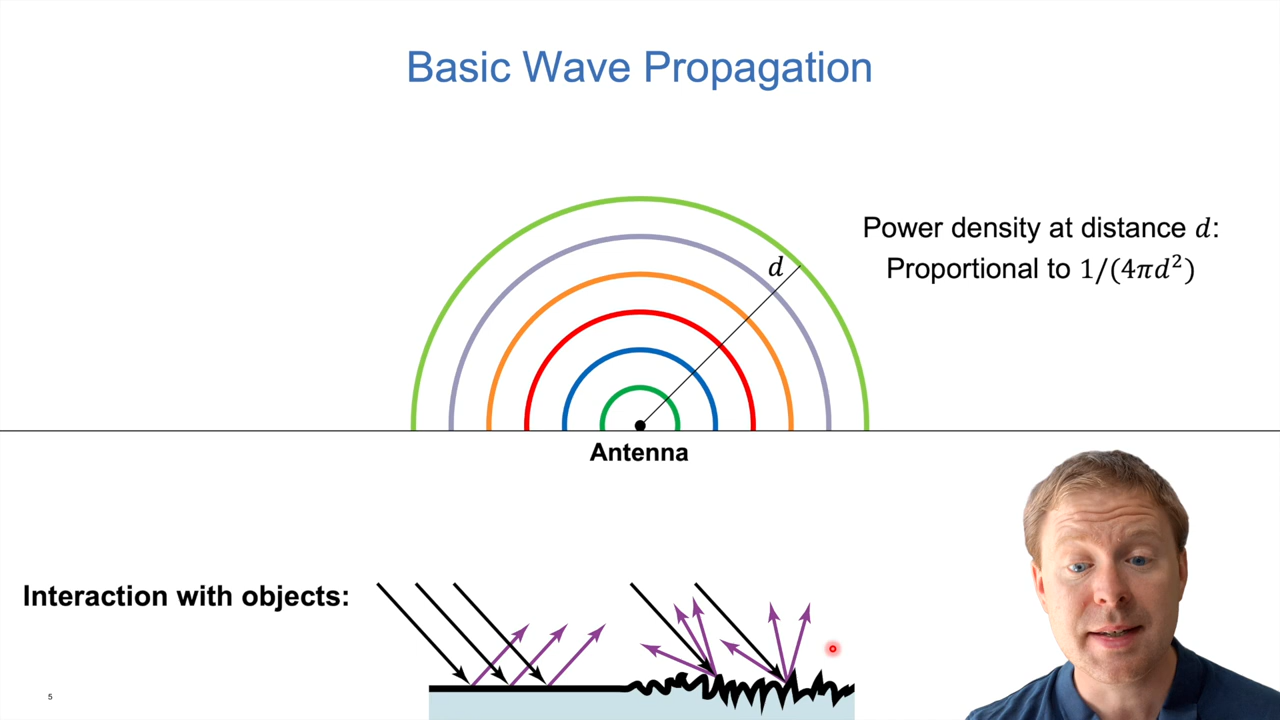 Basic Wave Propagation
Power density at distance 𝑑:
Proportional to 1/(4𝜋𝑑²)
𝑑
Antenna
Interaction with objects:
5